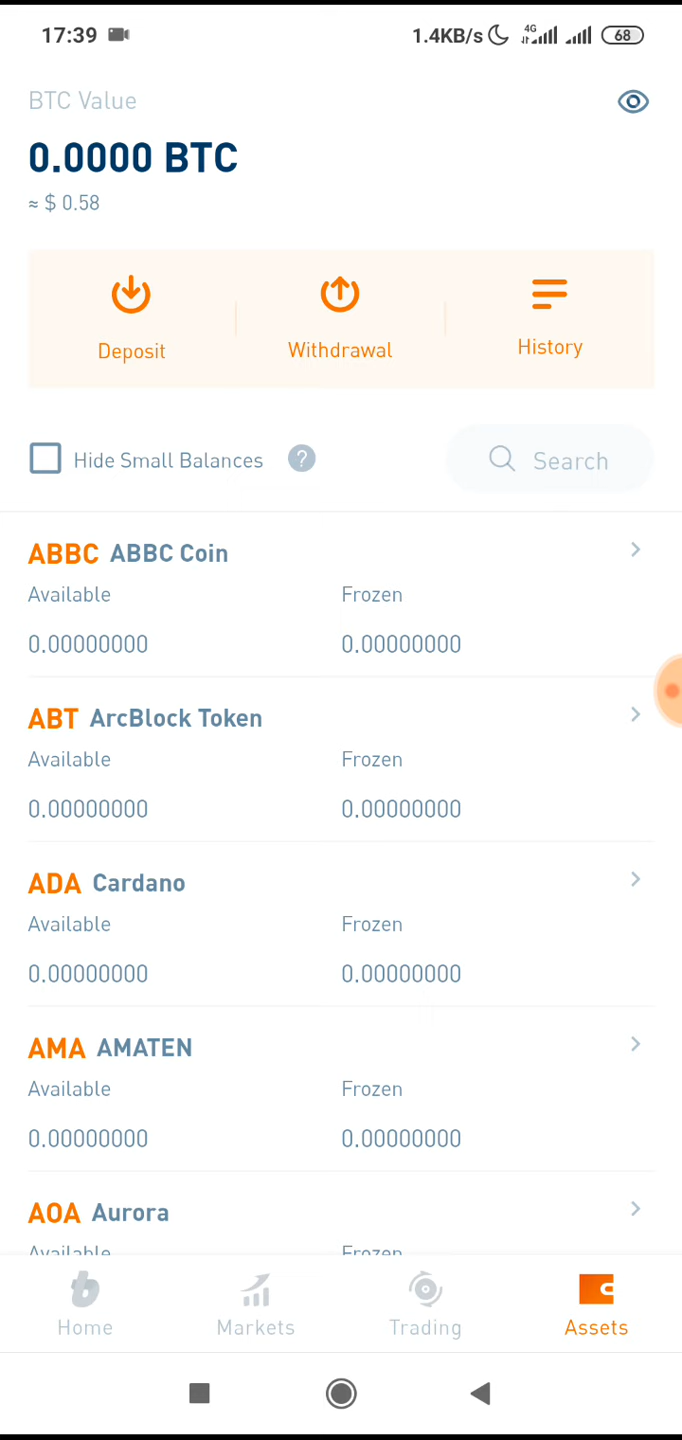 17:39 1.4KB/s 4G 68
BTC Value
0.0000 BTC
≈ $ 0.58
Deposit Withdrawal History
Hide Small Balances ? Search
ABBC ABBC Coin
Available Frozen
0.00000000 0.00000000
ABT ArcBlock Token
Available Frozen
0.00000000 0.00000000
ADA Cardano
Available Frozen
0.00000000 0.00000000
AMA AMATEN
Available Frozen
0.00000000 0.00000000
AOA Aurora
Available Frozen
Home Markets Trading Assets